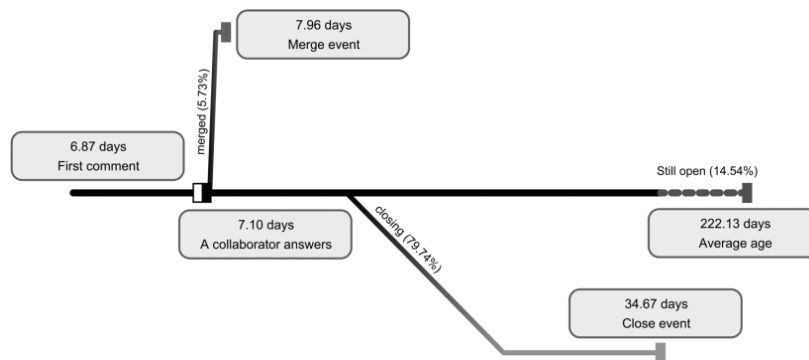 7.96 days
Merge event
merged (5.73%)
6.87 days
First comment
Still open (14.54%)
7.10 days
A collaborator answers
closing (79.74%)
222.13 days
Average age
34.67 days
Close event